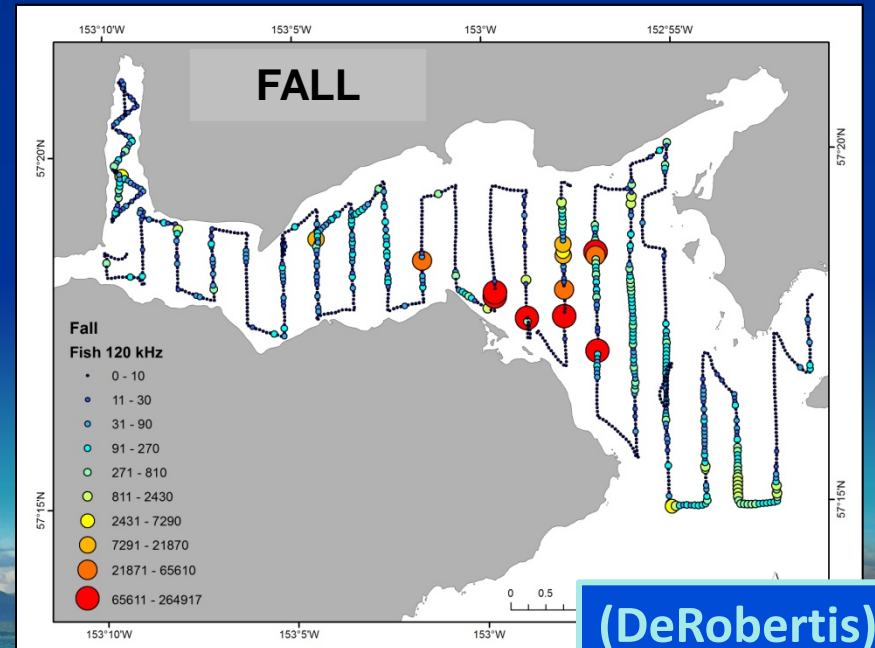 153°10'W 153°5'W 153°W 152°55'W
FALL
57°20'N 57°20'N
Fall
Fish 120 kHz
0 - 10
11 - 30
31 - 90
91 - 270
271 - 810
811 - 2430
2431 - 7290
7291 - 21870
21871 - 65610
65611 - 264917
57°15'N 57°15'N
0 0.5
153°10'W 153°5'W 153°W
(DeRobertis)